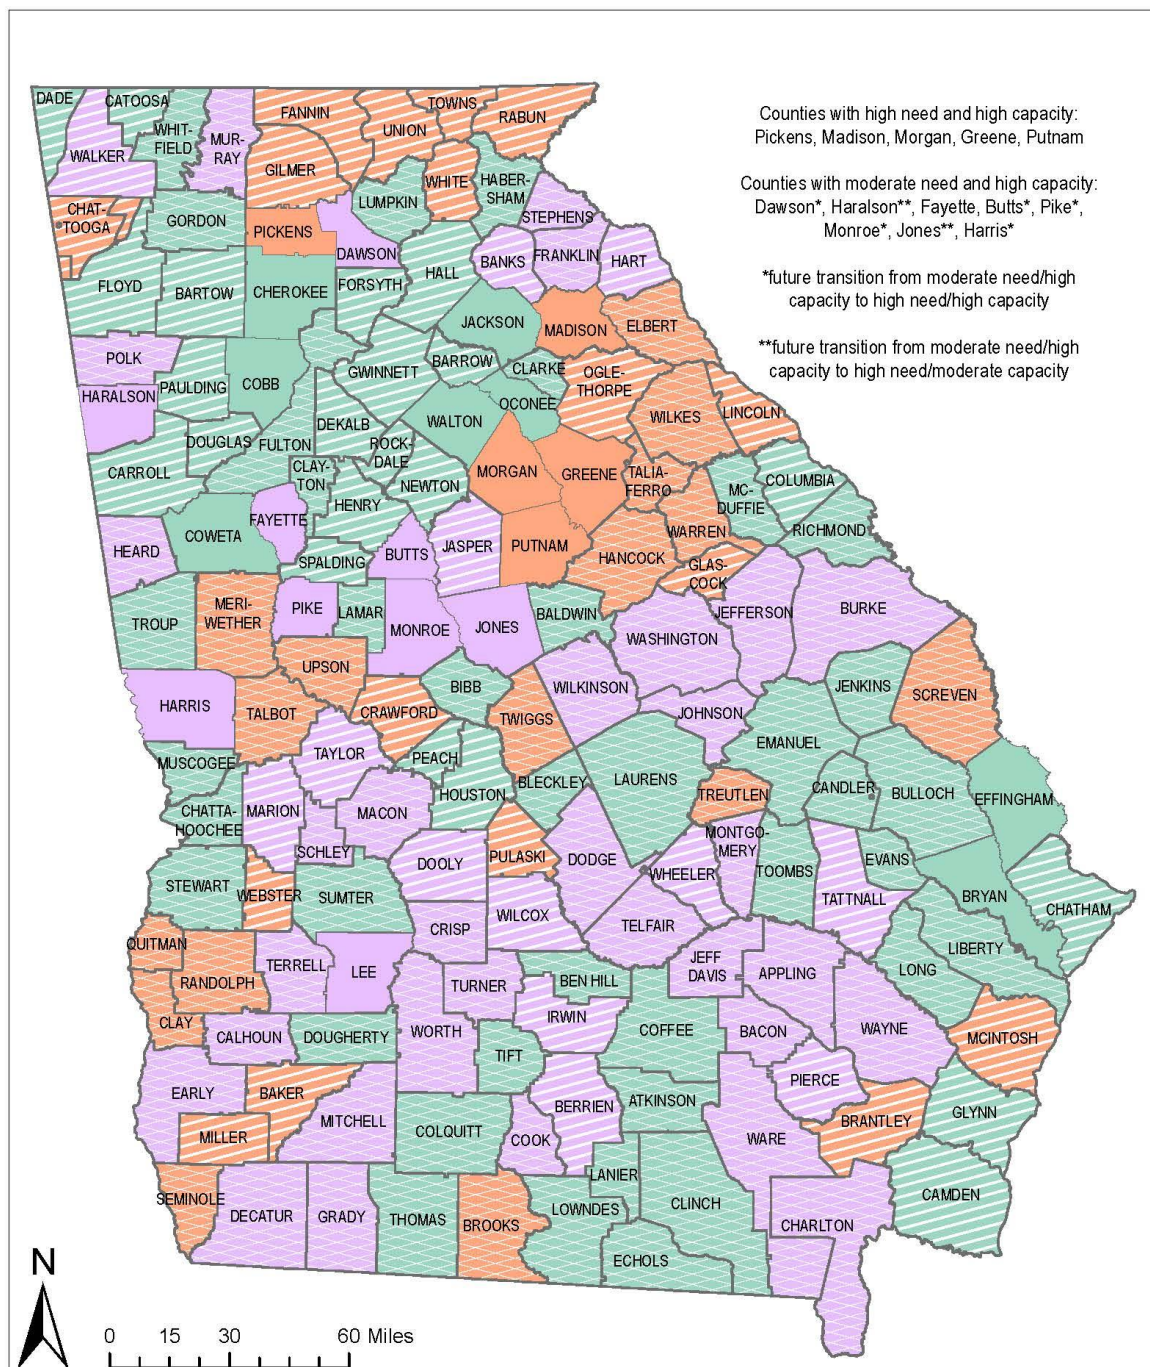 Counties with high need and high capacity:
Pickens, Madison, Morgan, Greene, Putnam
Counties with moderate need and high capacity:
Dawson*, Haralson**, Fayette, Butts*, Pike*,
Monroe*, Jones**, Harris*
*future transition from moderate need/high
capacity to high need/high capacity
**future transition from moderate need/high
capacity to high need/moderate capacity
DADE
CATOOSA
WHIT-
FIELD
MUR-
RAY
WALKER
FANNIN
TOWNS
RABUN
UNION
GILMER
WHITE
HABER-
SHAM
LUMPKIN
STEPHENS
CHAT-
TOOGA
GORDON
PICKENS
DAWSON
BANKS
FRANKLIN
HART
FLOYD
BARTOW
CHEROKEE
FORSYTH
HALL
JACKSON
MADISON
ELBERT
POLK
HARALSON
PAULDING
COBB
GWINNETT
BARROW
CLARKE
OGLE-
THORPE
OCONEE
WILKES
LINCOLN
DOUGLAS
FULTON
DEKALB
WALTON
ROCK-
DALE
CARROLL
CLAY-
TON
NEWTON
MORGAN
GREENE
TALIA-
FERRO
MC-
DUFFIE
COLUMBIA
HENRY
FAYETTE
COWETA
HEARD
SPALDING
BUTTS
JASPER
PUTNAM
HANCOCK
WARREN
RICHMOND
GLAS-
COCK
TROUP
MERI-
WETHER
PIKE
LAMAR
MONROE
JONES
BALDWIN
WASHINGTON
JEFFERSON
BURKE
UPSON
HARRIS
TALBOT
CRAWFORD
BIBB
TWIGGS
WILKINSON
JOHNSON
JENKINS
SCREVEN
MUSCOGEE
TAYLOR
PEACH
HOUSTON
BLECKLEY
LAURENS
EMANUEL
CANDLER
BULLOCH
EFFINGHAM
TREUTLEN
CHATTA-
HOOCHEE
MARION
MACON
SCHLEY
DOOLY
PULASKI
DODGE
WHEELER
MONTGO-
MERY
TOOMBS
EVANS
TATTNALL
BRYAN
CHATHAM
STEWART
WEBSTER
SUMTER
CRISP
WILCOX
TELFAIR
JEFF
DAVIS
APPLING
LONG
LIBERTY
QUITMAN
RANDOLPH
TERRELL
LEE
TURNER
BEN HILL
CLAY
CALHOUN
DOUGHERTY
WORTH
IRWIN
COFFEE
BACON
WAYNE
MCINTOSH
TIFT
EARLY
BAKER
MITCHELL
BERRIEN
ATKINSON
PIERCE
BRANTLEY
GLYNN
MILLER
COLQUITT
COOK
WARE
SEMINOLE
DECATUR
GRADY
THOMAS
BROOKS
LANIER
LOWNDES
CLINCH
CHARLTON
CAMDEN
ECHOLS
N
0 15 30 60 Miles